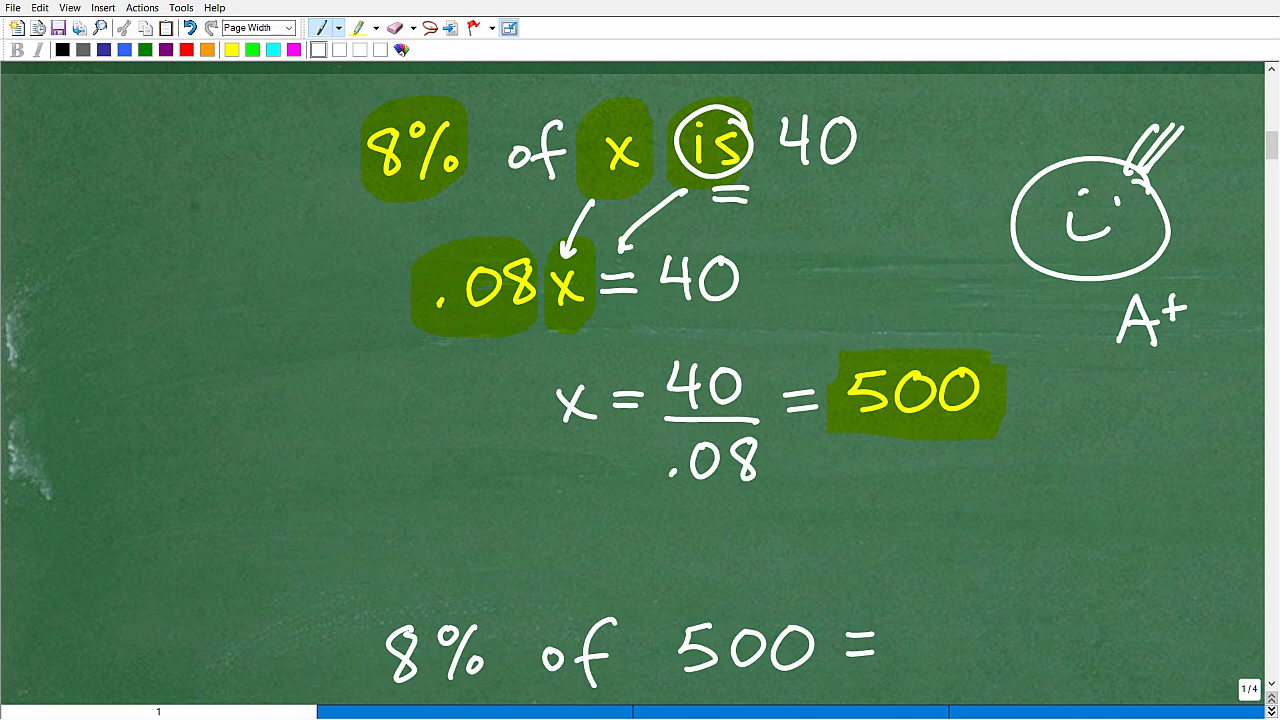 File Edit View Insert Actions Tools Help
Page Width
B I
8% of x is 40
=
.08x = 40
x = 40/.08 = 500
A+
8% of 500 =
1/4
1